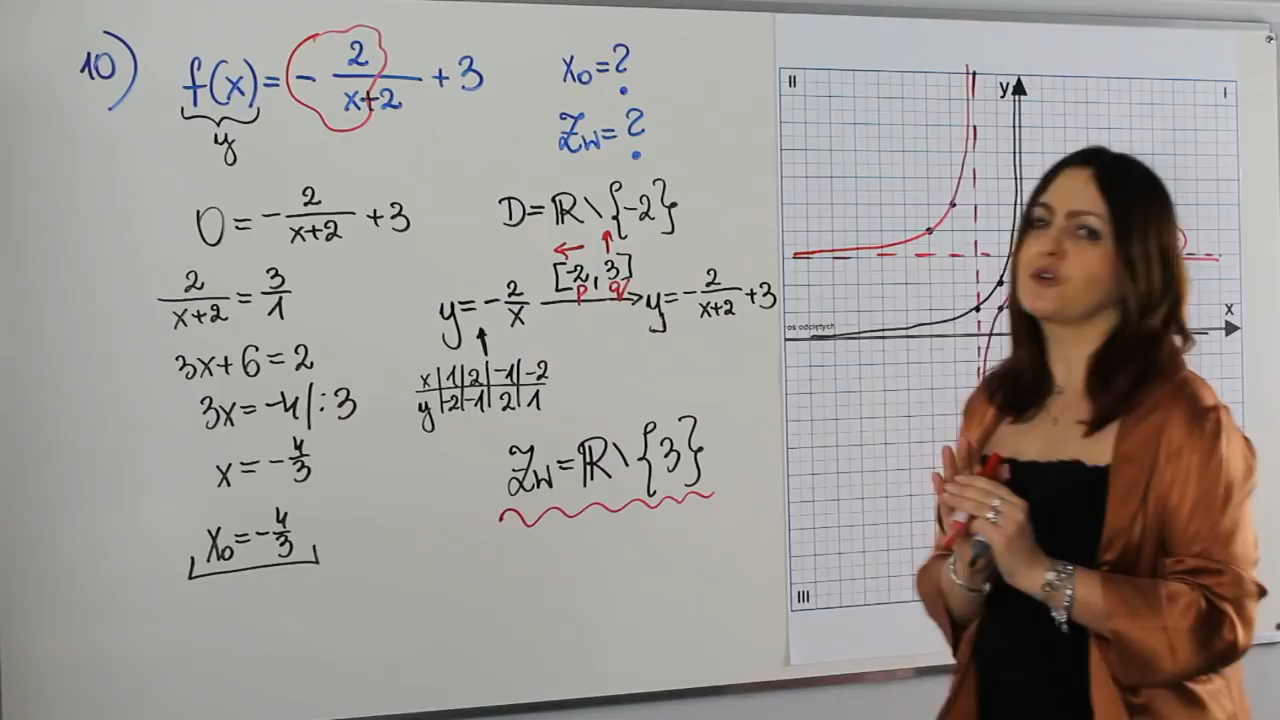 10) f(x) = - 2/(x+2) + 3
y
x₀ = ?
Zw = ?
0 = - 2/(x+2) + 3
2/(x+2) = 3/1
3x + 6 = 2
3x = -4 | : 3
x = - 4/3
x₀ = - 4/3
D = ℝ \ {-2}
← ↑
[-2, 3]
p q
y = - 2/x → y = - 2/(x+2) + 3
↑
x | 1 | 2 | -1 | -2
y | -2 | -1 | 2 | 1
Zw = ℝ \ {3}
II
y
I
oś odciętych
x
III